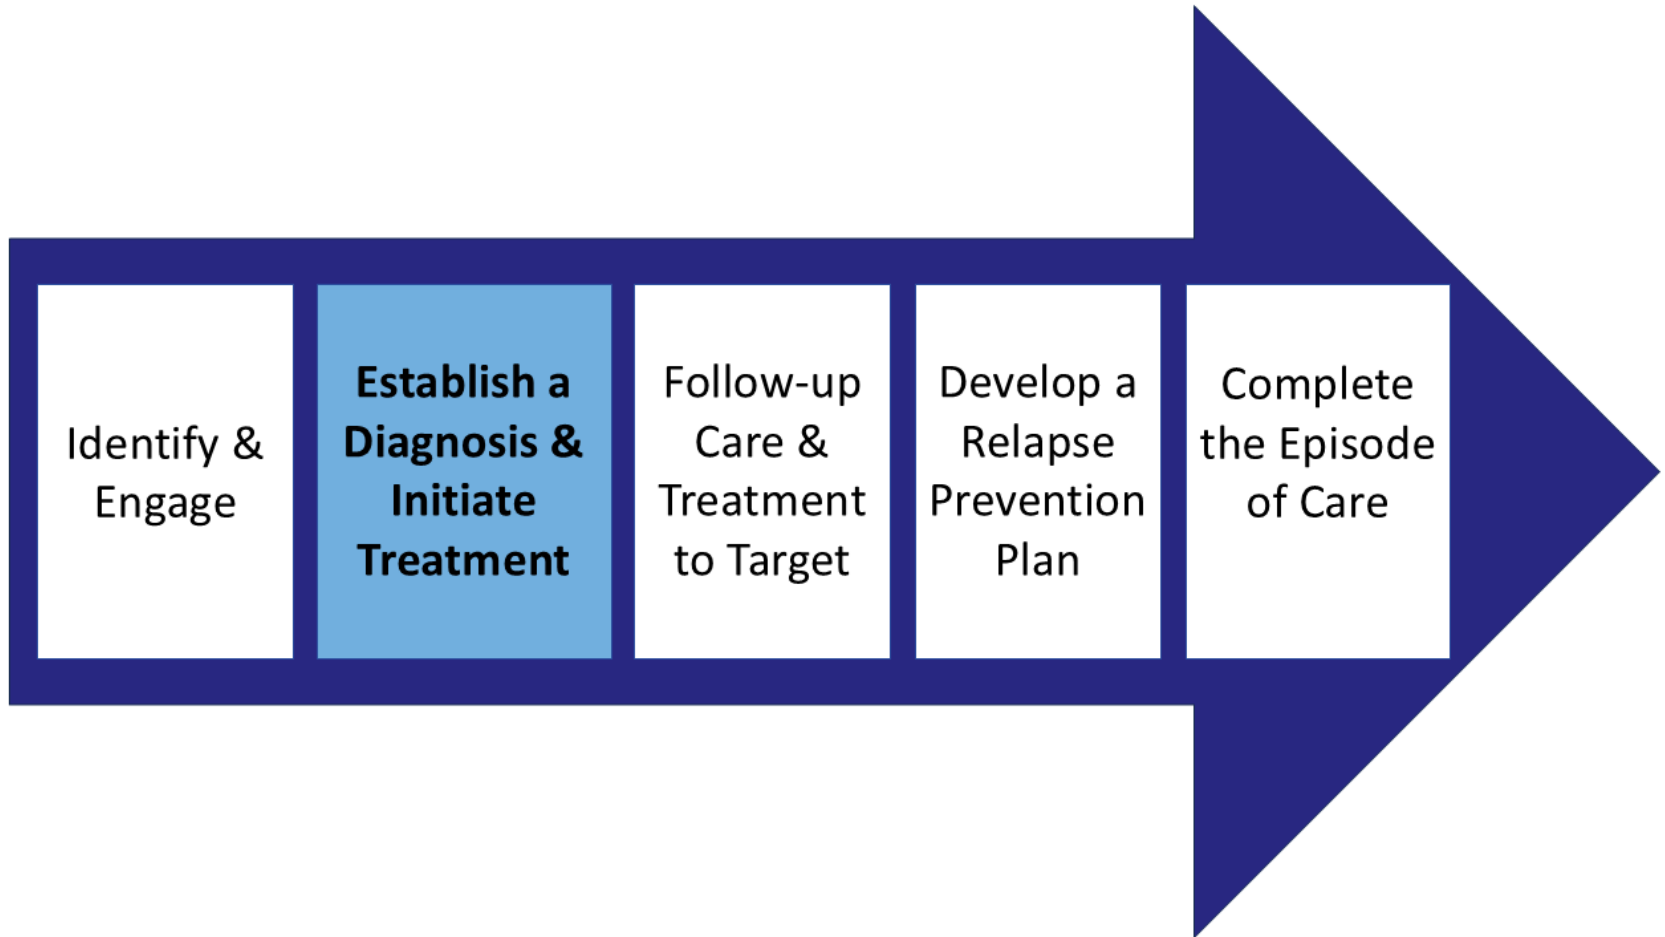 Identify &
Engage
Establish a
Diagnosis &
Initiate
Treatment
Follow-up
Care &
Treatment
to Target
Develop a
Relapse
Prevention
Plan
Complete
the Episode
of Care